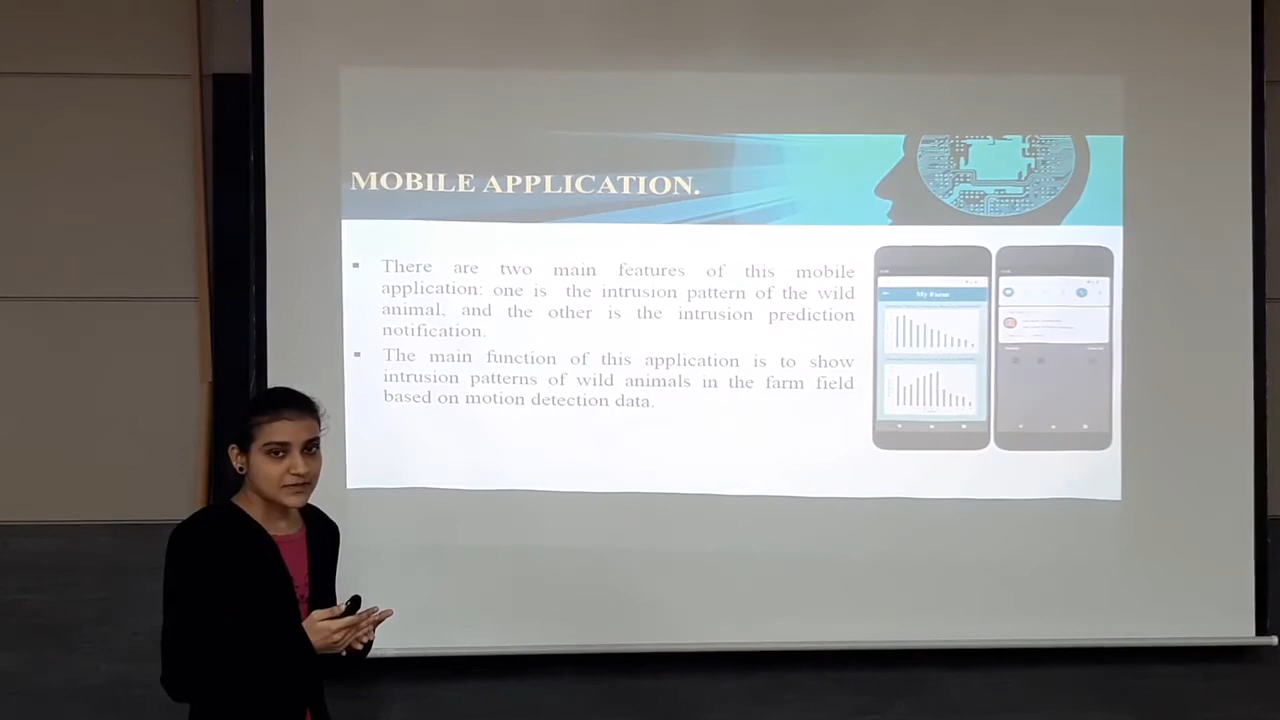 MOBILE APPLICATION.
▪ There are two main features of this mobile
application: one is the intrusion pattern of the wild
animal, and the other is the intrusion prediction
notification.
▪ The main function of this application is to show
intrusion patterns of wild animals in the farm field
based on motion detection data.
My Farm